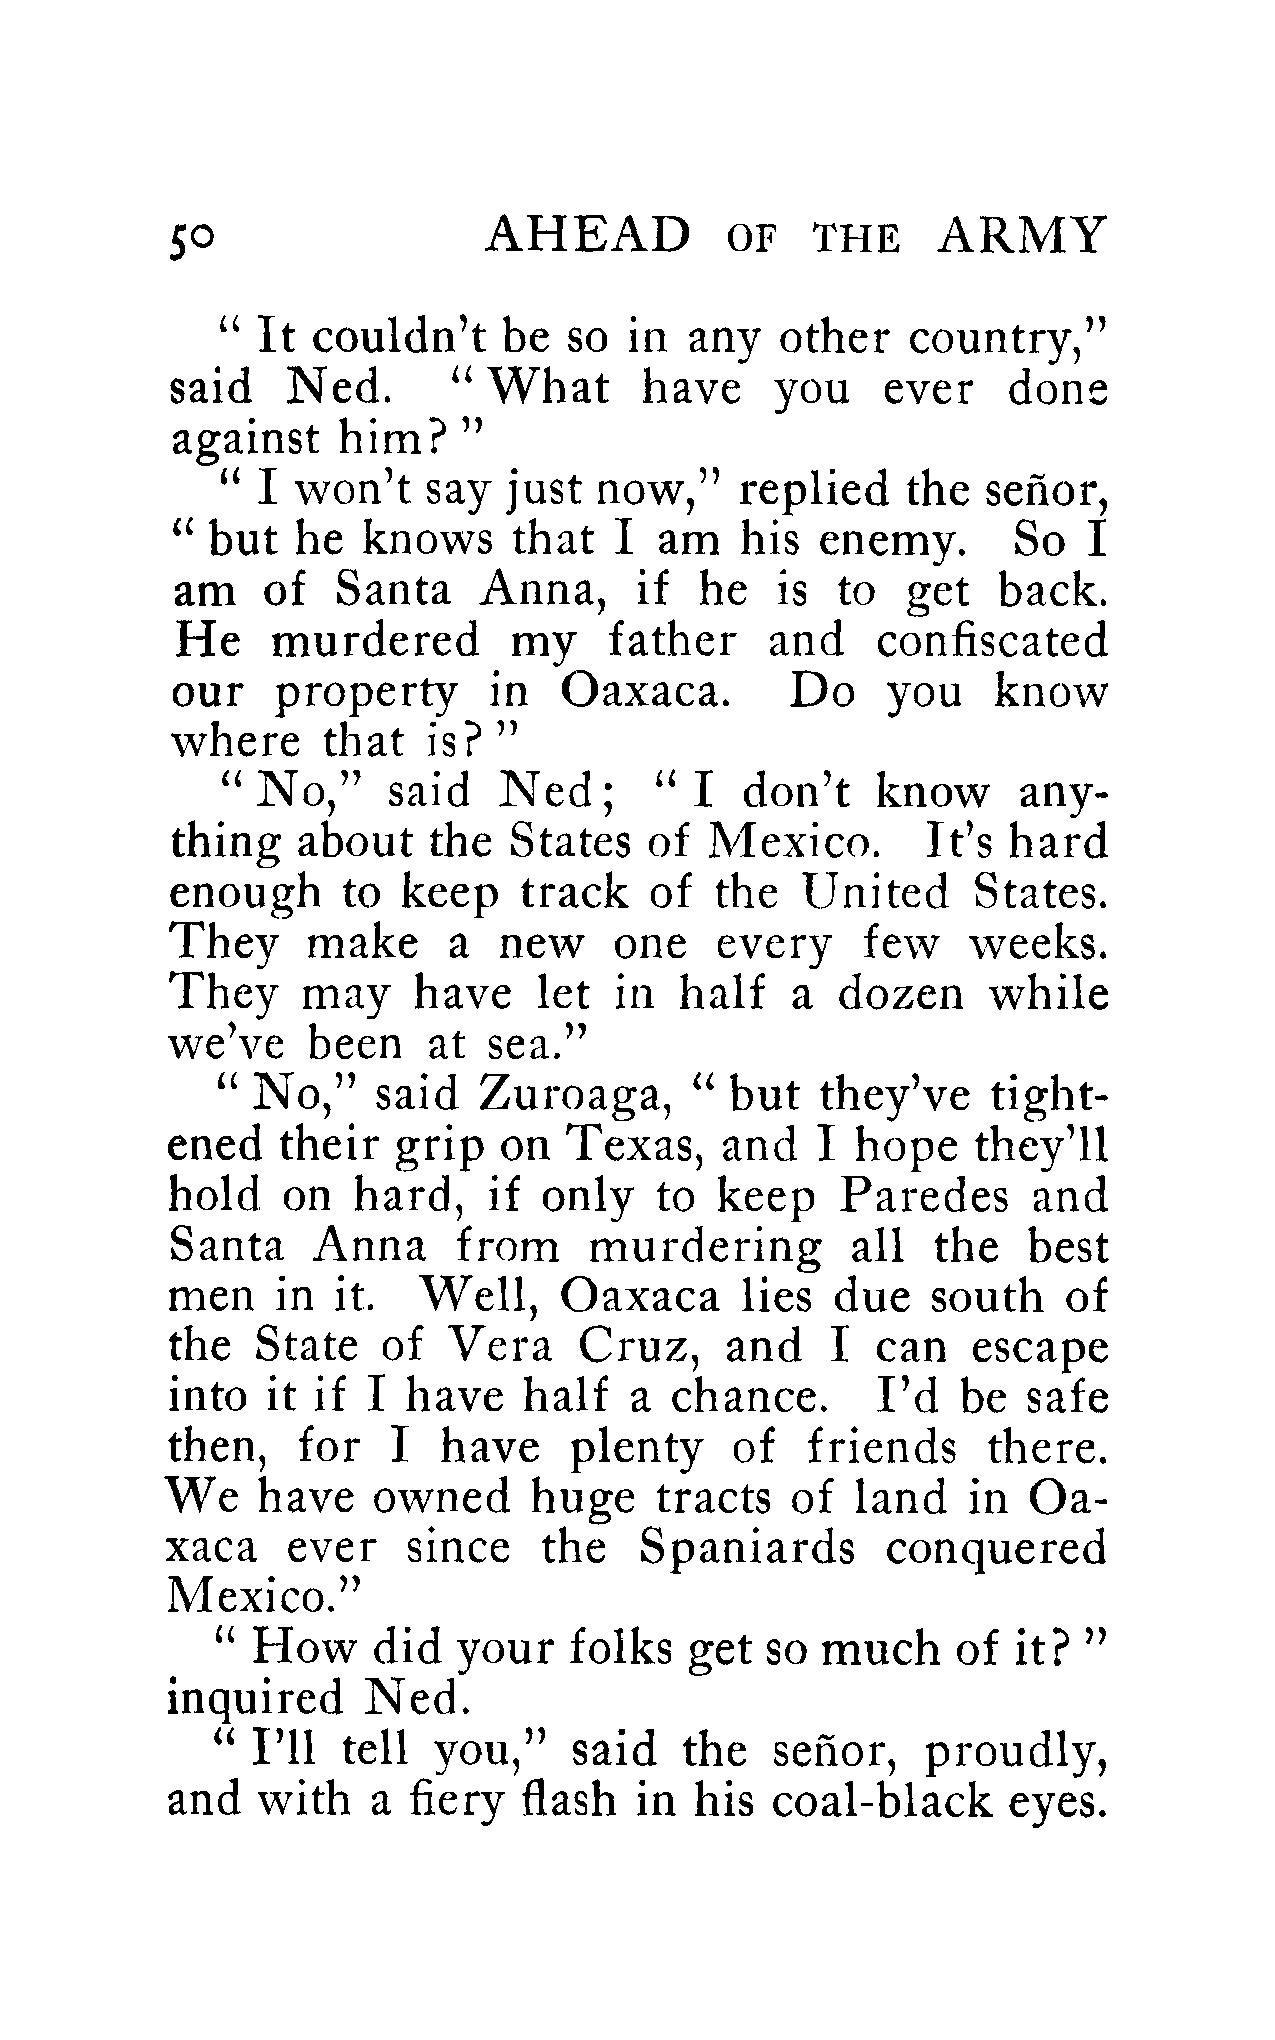 50 AHEAD OF THE ARMY
" It couldn't be so in any other country,"
said Ned. " What have you ever done
against him? "
" I won't say just now," replied the señor,
" but he knows that I am his enemy. So I
am of Santa Anna, if he is to get back.
He murdered my father and confiscated
our property in Oaxaca. Do you know
where that is? "
" No," said Ned; " I don't know any-
thing about the States of Mexico. It's hard
enough to keep track of the United States.
They make a new one every few weeks.
They may have let in half a dozen while
we've been at sea."
" No," said Zuroaga, " but they've tight-
ened their grip on Texas, and I hope they'll
hold on hard, if only to keep Paredes and
Santa Anna from murdering all the best
men in it. Well, Oaxaca lies due south of
the State of Vera Cruz, and I can escape
into it if I have half a chance. I'd be safe
then, for I have plenty of friends there.
We have owned huge tracts of land in Oa-
xaca ever since the Spaniards conquered
Mexico."
" How did your folks get so much of it? "
inquired Ned.
" I'll tell you," said the señor, proudly,
and with a fiery flash in his coal-black eyes.